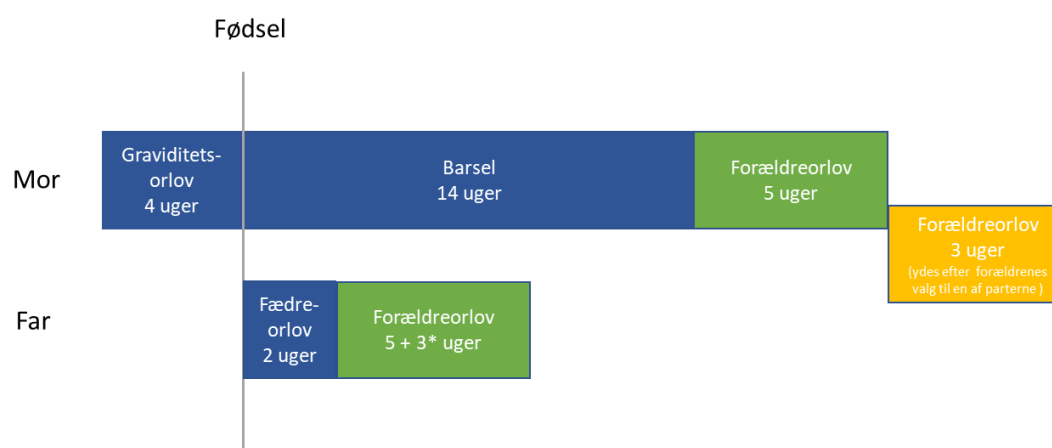 Fødsel
Mor
Graviditets-
orlov
4 uger
Barsel
14 uger
Forældreorlov
5 uger
Forældreorlov
3 uger
(ydes efter forældrenes
valg til en af parterne )
Far
Fædre-
orlov
2 uger
Forældreorlov
5 + 3* uger